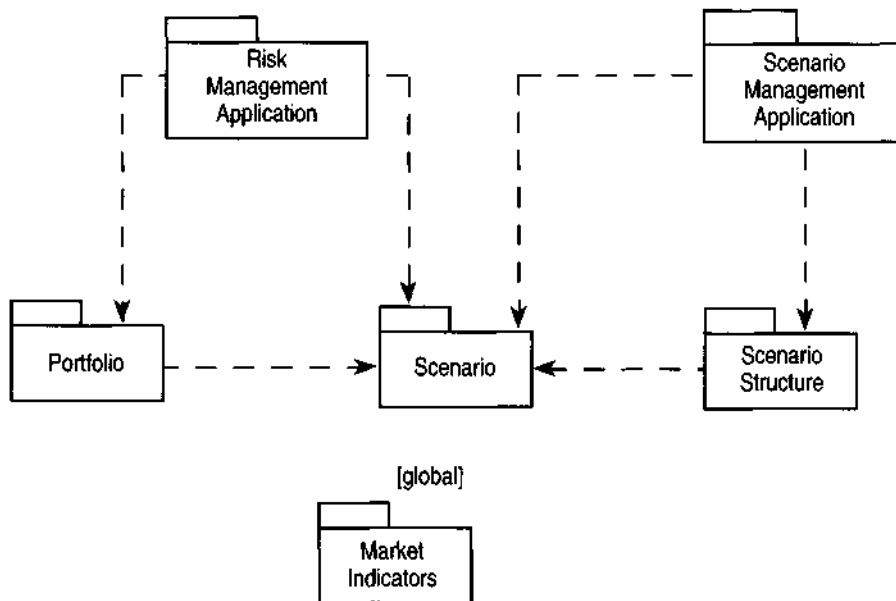 Risk
Management
Application
Scenario
Management
Application
Portfolio
Scenario
Scenario
Structure
[global}
Market
Indicators